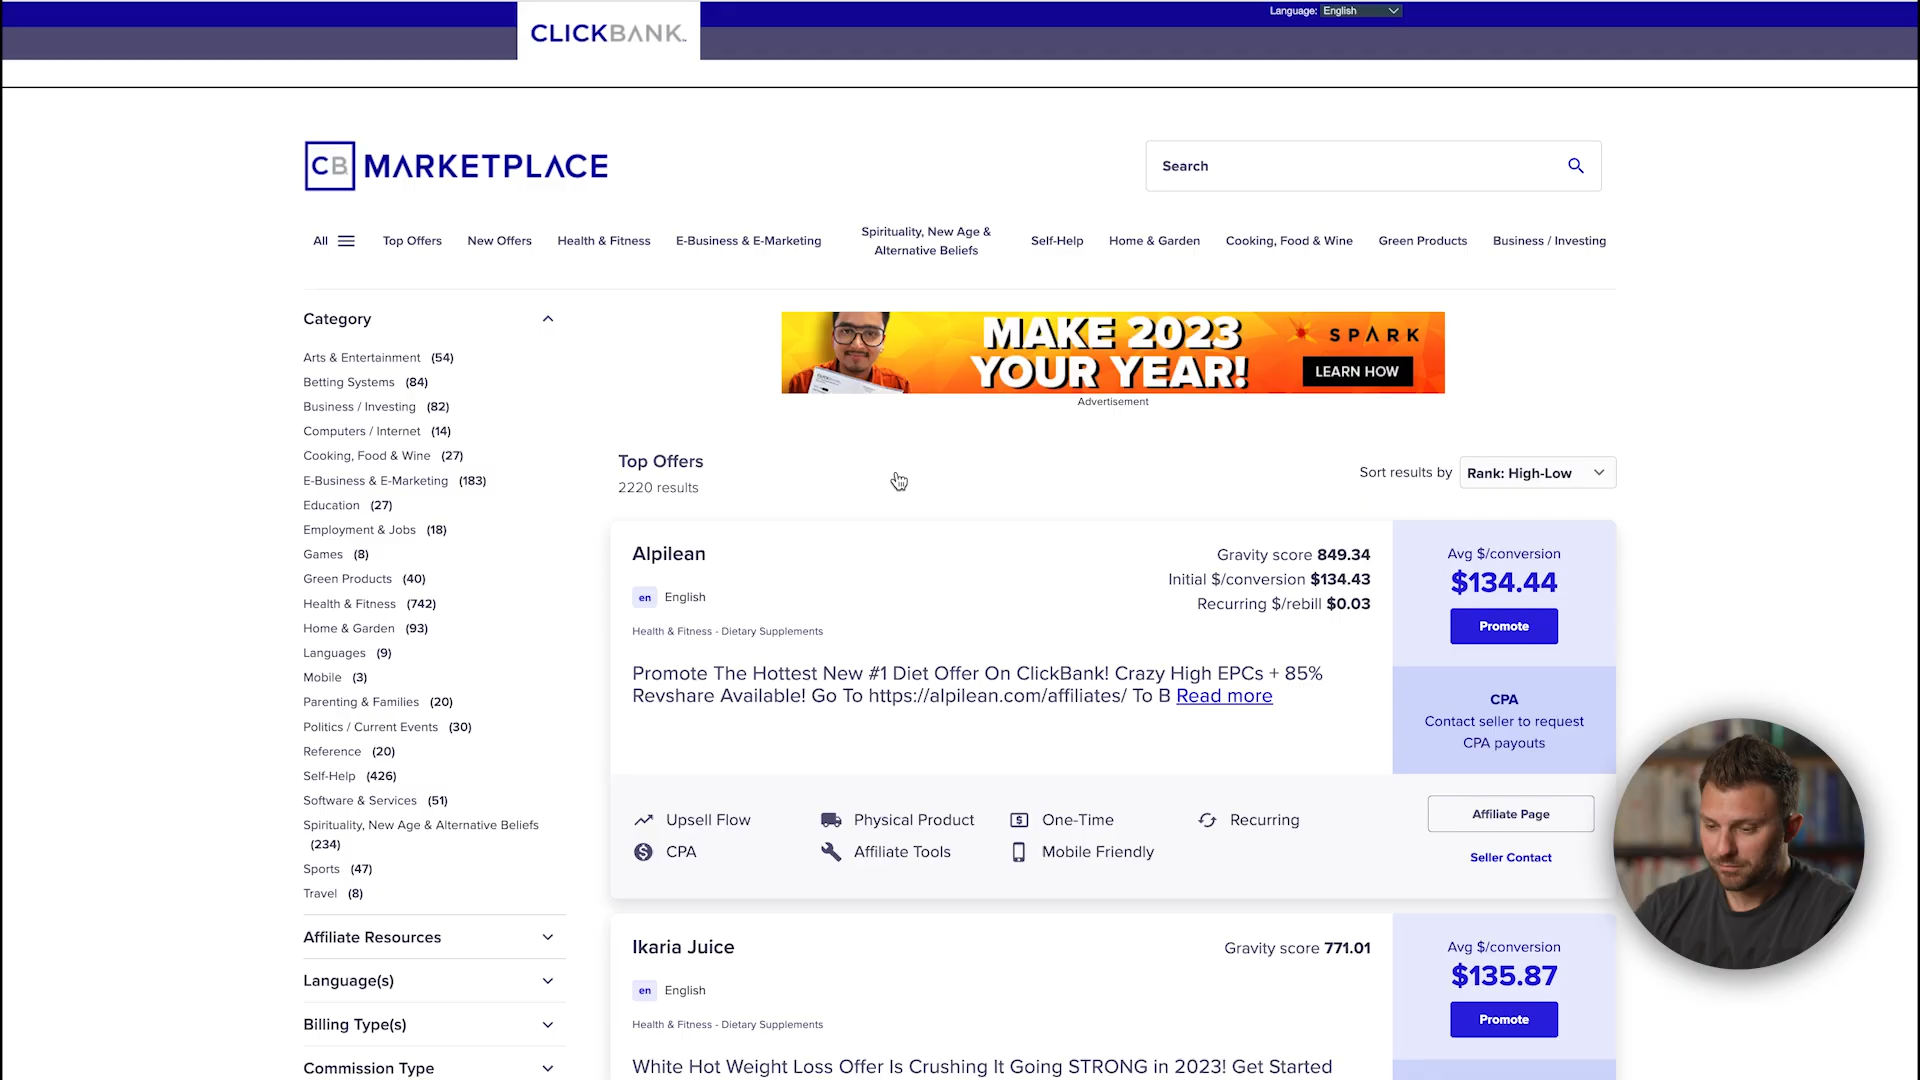 Language: English
CLICKBANK
CB MARKETPLACE
Search
All
Top Offers
New Offers
Health & Fitness
E-Business & E-Marketing
Spirituality, New Age &
Alternative Beliefs
Self-Help
Home & Garden
Cooking, Food & Wine
Green Products
Business / Investing
Category
Arts & Entertainment (54)
Betting Systems (84)
Business / Investing (82)
Computers / Internet (14)
Cooking, Food & Wine (27)
E-Business & E-Marketing (183)
Education (27)
Employment & Jobs (18)
Games (8)
Green Products (40)
Health & Fitness (742)
Home & Garden (93)
Languages (9)
Mobile (3)
Parenting & Families (20)
Politics / Current Events (30)
Reference (20)
Self-Help (426)
Software & Services (51)
Spirituality, New Age & Alternative Beliefs
(234)
Sports (47)
Travel (8)
Affiliate Resources
Language(s)
Billing Type(s)
Commission Type
MAKE 2023
YOUR YEAR!
SPARK
LEARN HOW
Advertisement
Top Offers
2220 results
Sort results by Rank: High-Low
Alpilean
en English
Health & Fitness - Dietary Supplements
Gravity score 849.34
Initial $/conversion $134.43
Recurring $/rebill $0.03
Promote The Hottest New #1 Diet Offer On ClickBank! Crazy High EPCs + 85%
Revshare Available! Go To https://alpilean.com/affiliates/ To B Read more
Avg $/conversion
$134.44
Promote
CPA
Contact seller to request
CPA payouts
Upsell Flow
Physical Product
One-Time
Recurring
CPA
Affiliate Tools
Mobile Friendly
Affiliate Page
Seller Contact
Ikaria Juice
en English
Health & Fitness - Dietary Supplements
Gravity score 771.01
White Hot Weight Loss Offer Is Crushing It Going STRONG in 2023! Get Started
Avg $/conversion
$135.87
Promote